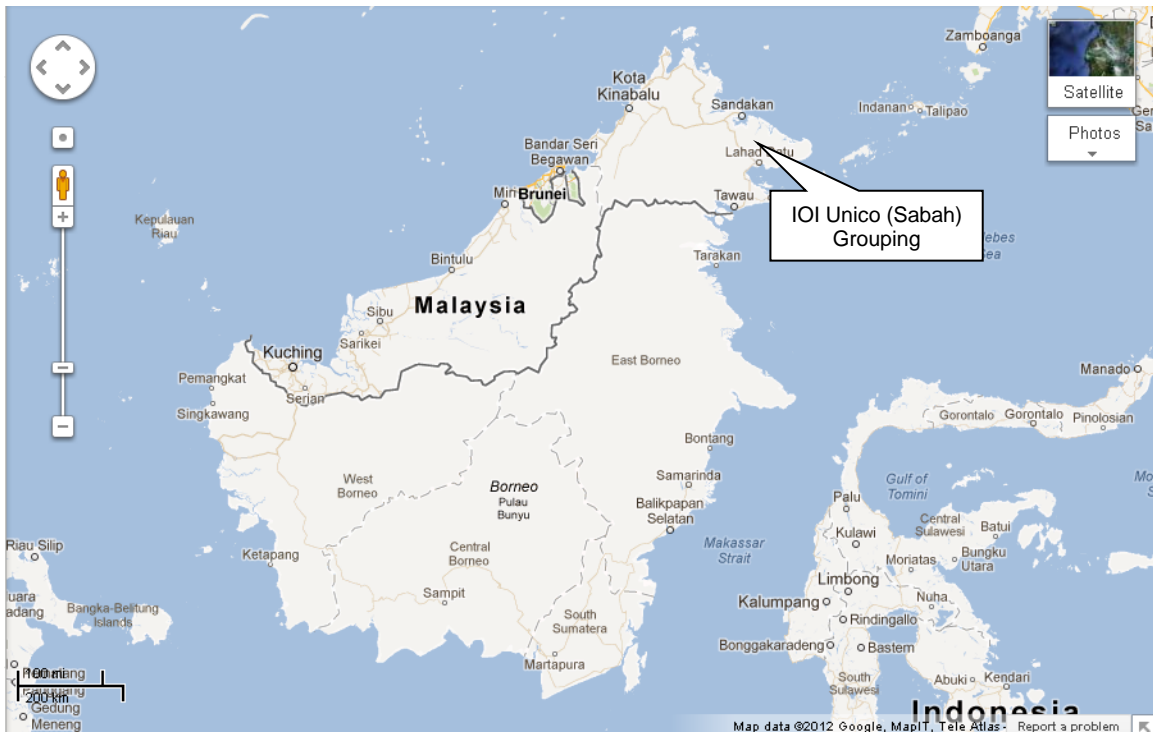 Zamboanga
Kota
Kinabalu
Satellite
Sandakan
Indanan
Talipao
Photos
Bandar Seri
Begawan
Lahad
Miri
Brunei
Tawau
IOI Unico (Sabah)
Grouping
Kepulauan
Riau
Bintulu
Tarakan
Malaysia
Sibu
Sarikei
Kuching
East Borneo
Serian
Pemangkat
Singkawang
Manado
Gorontalo
Gorontalo
Pinolosian
Bontang
West
Borneo
Borneo
Pulau
Bunyu
Samarinda
Balikpapan
Selatan
Gulf of
Tomini
Palu
Central
Sulawesi
Batui
Kulawi
Riau Silip
Ketapang
Central
Borneo
Makassar
Strait
Moriatas
Bungku
Utara
Limbong
Nuha
Sampit
Kalumpang
Bangka-Belitung
Islands
South
Sumatera
Rindingallo
Bonggakaradeng
Bastem
Martapura
South
Sulawesi
Abuki
Kendari
100 mi
200 km
Gedung
Meneng
Indonesia
Map data ©2012 Google, MapIT, Tele Atlas - Report a problem